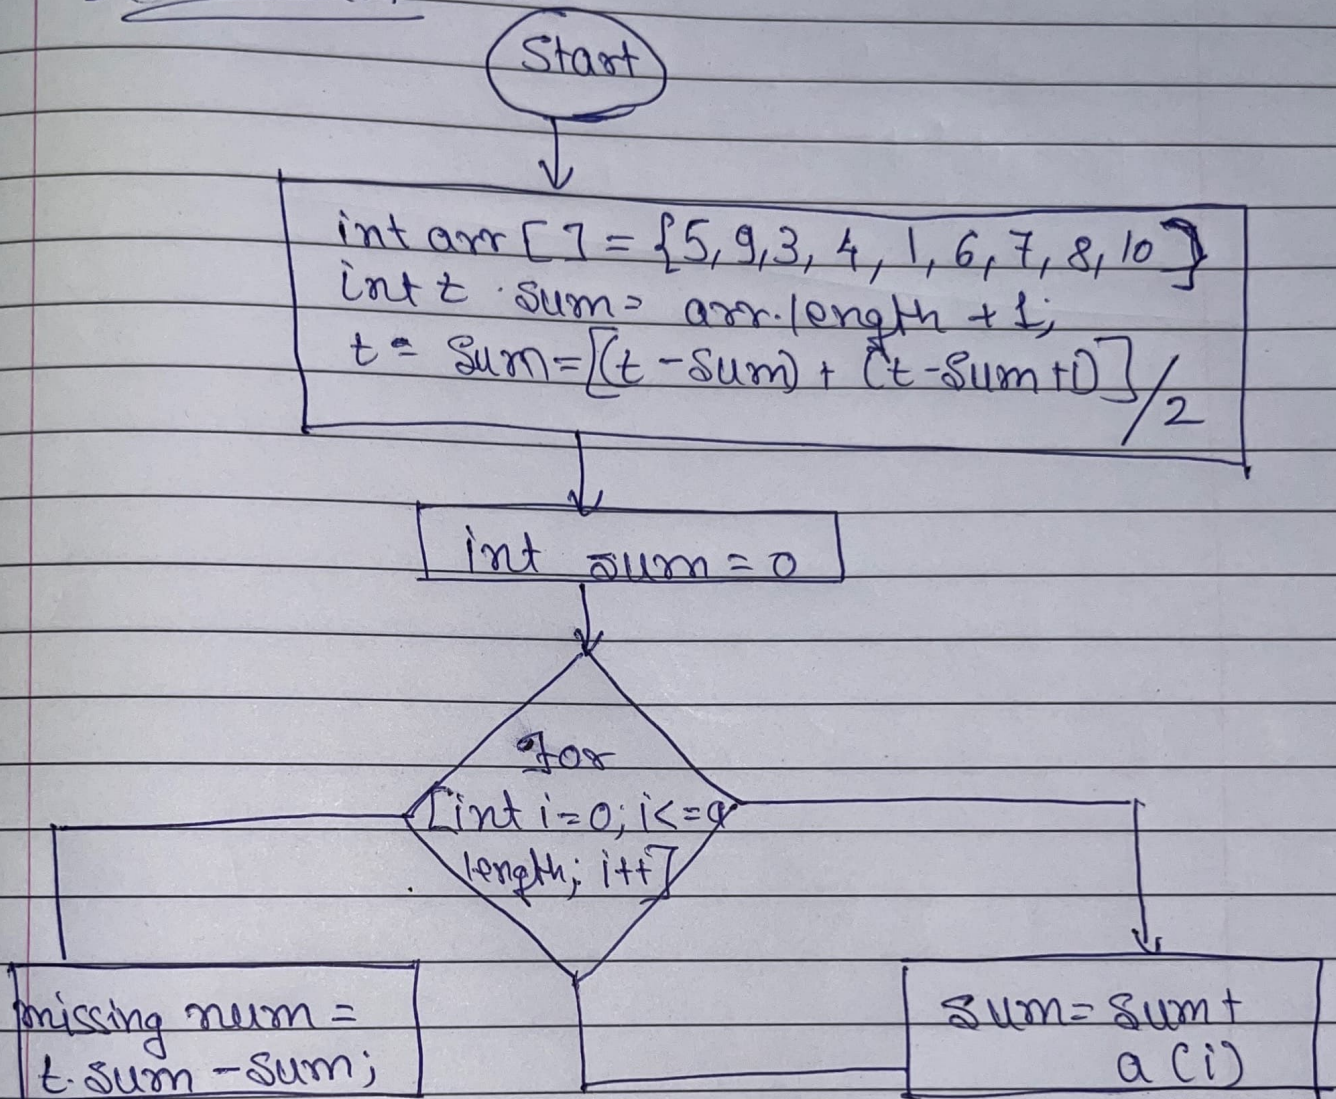 Start
int arr [ ] = {5, 9, 3, 4, 1, 6, 7, 8, 10}
int t sum = arr.length + 1;
t = Sum = [(t - Sum) + (t - Sum + 1)] / 2
int sum = 0
For
[int i = 0; i <= a
length; i++]
missing num =
t. sum - sum;
sum = sum +
a (i)